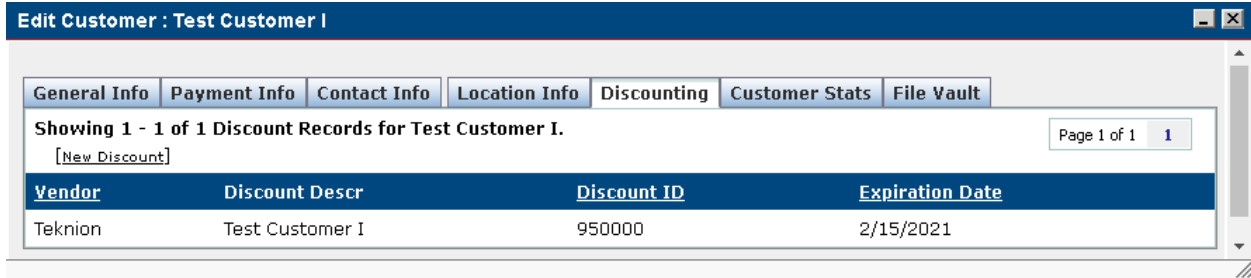 Edit Customer : Test Customer I
General Info Payment Info Contact Info Location Info Discounting Customer Stats File Vault
Showing 1 - 1 of 1 Discount Records for Test Customer I.
Page 1 of 1 1
[New Discount]
Vendor Discount Descr Discount ID Expiration Date
Teknion Test Customer I 950000 2/15/2021